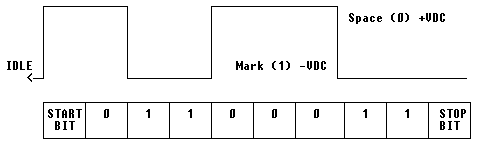 Space (0) +VDC
IDLE
Mark (1) -VDC
START BIT 0 1 1 0 0 0 1 1 STOP BIT